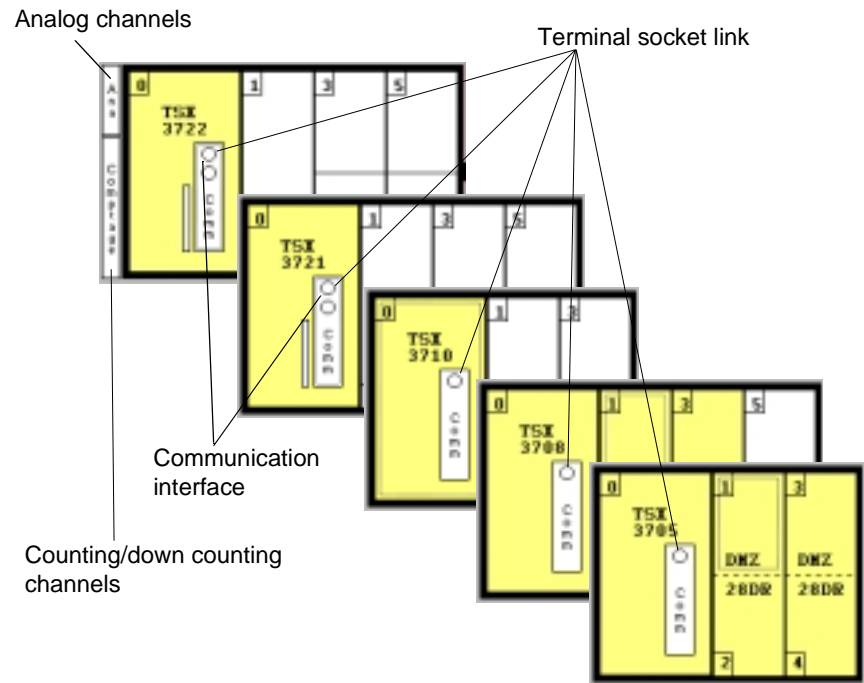 Analog channels
Terminal socket link
Ana
Comptage
0
1
3
5
TSX
3722
Comm
0
1
3
5
TSX
3721
Comm
0
1
3
TSX
3710
Comm
0
1
3
5
TSX
3708
Comm
0
1
3
TSX
3705
Comm
DMZ
DMZ
28DR
28DR
2
4
Communication
interface
Counting/down counting
channels